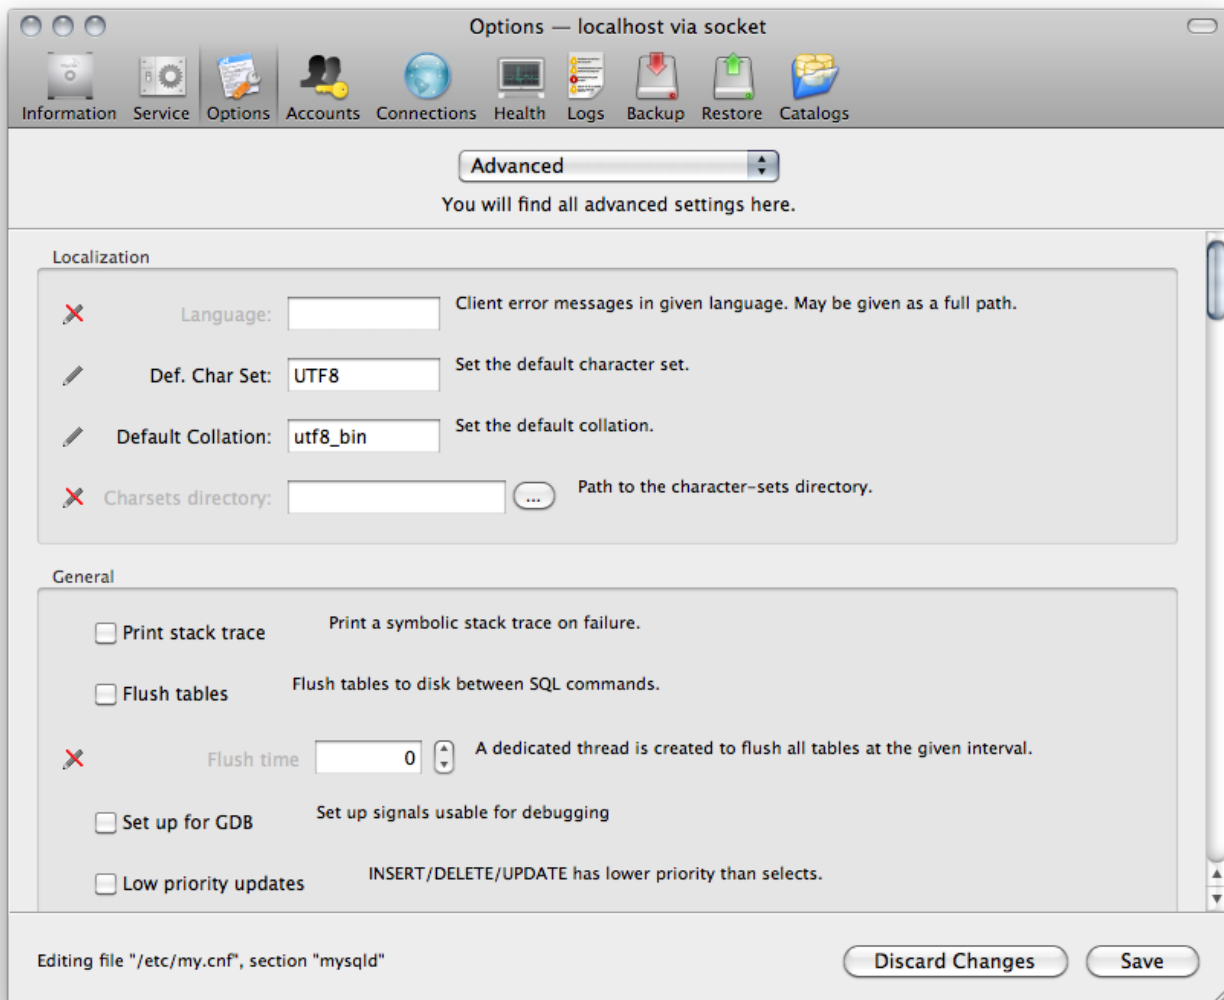 Options — localhost via socket
Information Service Options Accounts Connections Health Logs Backup Restore Catalogs
Advanced
You will find all advanced settings here.
Localization
Language: Client error messages in given language. May be given as a full path.
Def. Char Set: UTF8 Set the default character set.
Default Collation: utf8_bin Set the default collation.
Charsets directory: ... Path to the character-sets directory.
General
Print stack trace Print a symbolic stack trace on failure.
Flush tables Flush tables to disk between SQL commands.
Flush time 0 A dedicated thread is created to flush all tables at the given interval.
Set up for GDB Set up signals usable for debugging
Low priority updates INSERT/DELETE/UPDATE has lower priority than selects.
Editing file "/etc/my.cnf", section "mysqld" Discard Changes Save